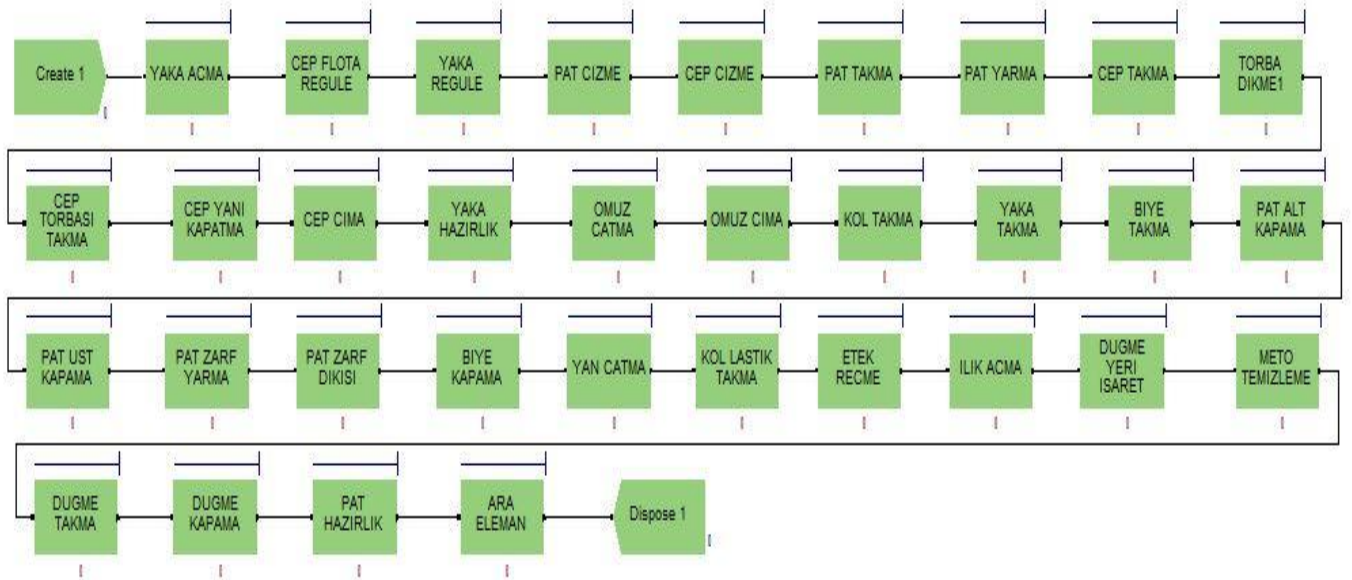 Create 1
YAKA ACMA
CEP FLOTA
REGULE
YAKA
REGULE
PAT CIZME
CEP CIZME
PAT TAKMA
PAT YARMA
CEP TAKMA
TORBA
DIKME1
CEP
TORBASI
TAKMA
CEP YANI
KAPATMA
CEP CIMA
YAKA
HAZIRLIK
OMUZ
CATMA
OMUZ CIMA
KOL TAKMA
YAKA
TAKMA
BIYE
TAKMA
PAT ALT
KAPAMA
PAT UST
KAPAMA
PAT ZARF
YARMA
PAT ZARF
DIKISI
BIYE
KAPAMA
YAN CATMA
KOL LASTIK
TAKMA
ETEK
RECME
ILIK ACMA
DUGME
YERI
ISARET
METO
TEMIZLEME
DUGME
TAKMA
DUGME
KAPAMA
PAT
HAZIRLIK
ARA
ELEMAN
Dispose 1